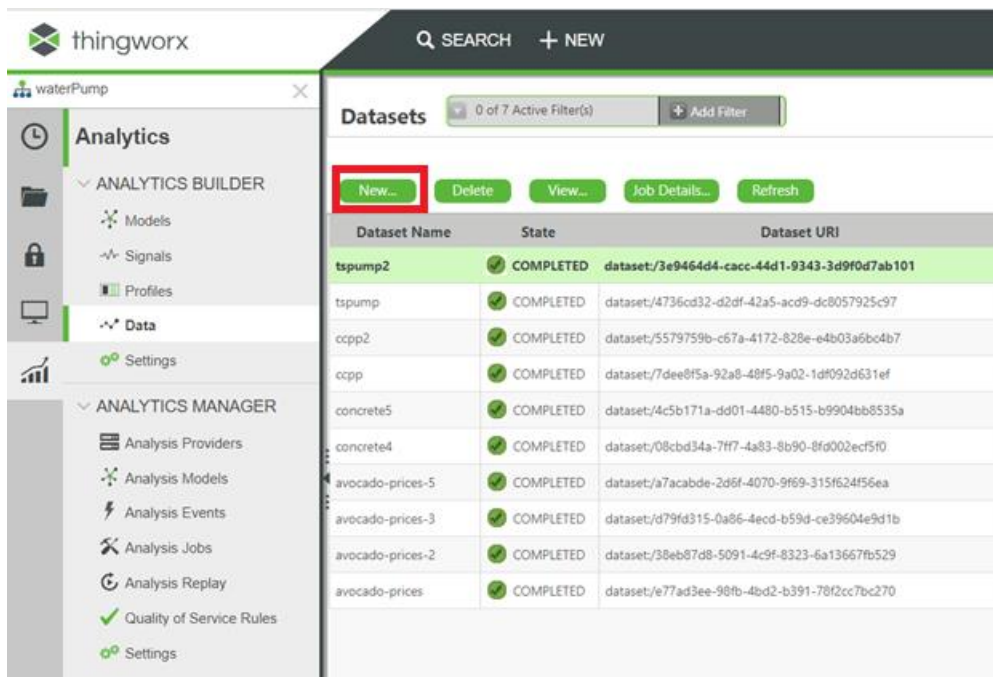 thingworx
SEARCH + NEW
waterPump
Analytics
ANALYTICS BUILDER
Models
Signals
Profiles
Data
Settings
ANALYTICS MANAGER
Analysis Providers
Analysis Models
Analysis Events
Analysis Jobs
Analysis Replay
Quality of Service Rules
Settings
Datasets 0 of 7 Active Filter(s) Add Filter
New... Delete View... Job Details... Refresh
Dataset Name State Dataset URI
tspump2 COMPLETED dataset:/3e9464d4-cacc-44d1-9343-3d9f0d7ab101
tspump COMPLETED dataset:/4736cd32-d2df-42a5-acd9-dc8057925c97
ccpp2 COMPLETED dataset:/5579759b-c67a-4172-828e-e4b03a6bc4b7
ccpp COMPLETED dataset:/7dee8f5a-92a8-48f5-9a02-1df092d631ef
concrete5 COMPLETED dataset:/4c5b171a-dd01-4480-b515-b9904bb8535a
concrete4 COMPLETED dataset:/08cbd34a-7ff7-4a83-8b90-8fd002ecf5f0
avocado-prices-5 COMPLETED dataset:/a7acabde-2d6f-4070-9f69-315f624f56ea
avocado-prices-3 COMPLETED dataset:/d79fd315-0a86-4ecd-b59d-ce39604e9d1b
avocado-prices-2 COMPLETED dataset:/38eb87d8-5091-4c9f-8323-6a13667fb529
avocado-prices COMPLETED dataset:/e77ad3ee-98fb-4bd2-b391-78f2cc7bc270